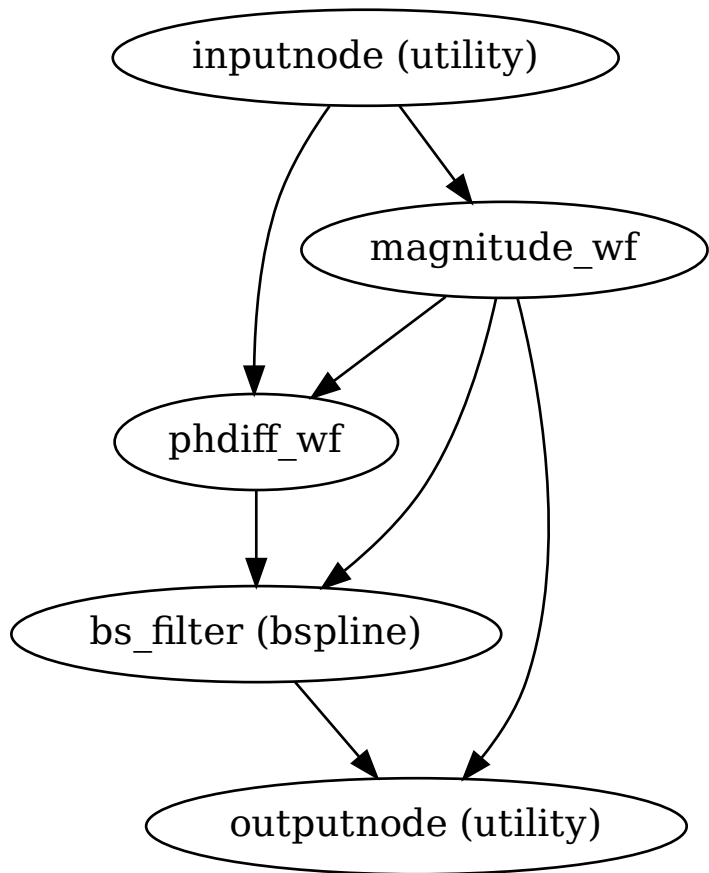 inputnode (utility)
magnitude_wf
phdiff_wf
bs_filter (bspline)
outputnode (utility)